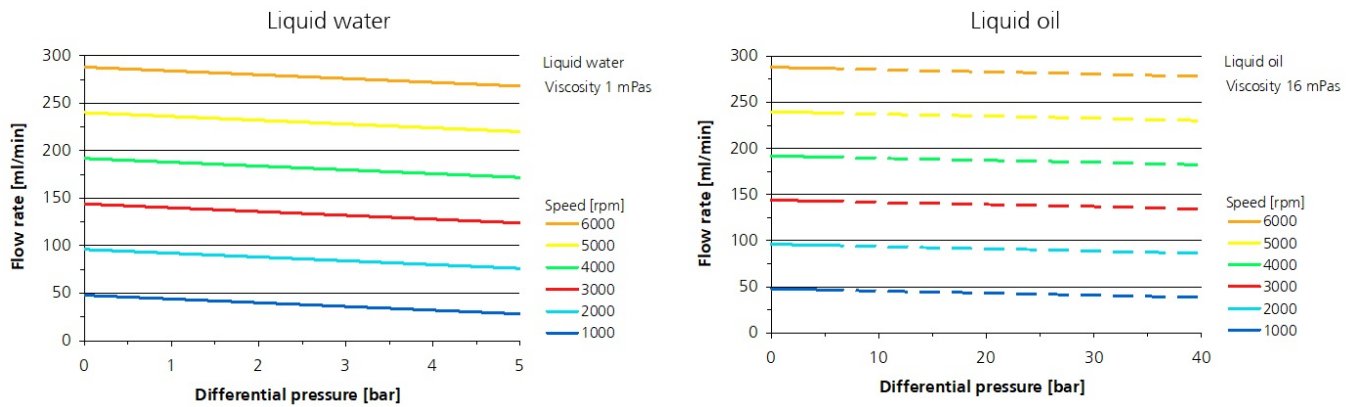 Liquid water
300
250
200
150
100
50
0
Flow rate [ml/min]
0 1 2 3 4 5
Differential pressure [bar]
Liquid water
Viscosity 1 mPas
Speed [rpm]
6000
5000
4000
3000
2000
1000
Liquid oil
300
250
200
150
100
50
0
Flow rate [ml/min]
0 10 20 30 40
Differential pressure [bar]
Liquid oil
Viscosity 16 mPas
Speed [rpm]
6000
5000
4000
3000
2000
1000